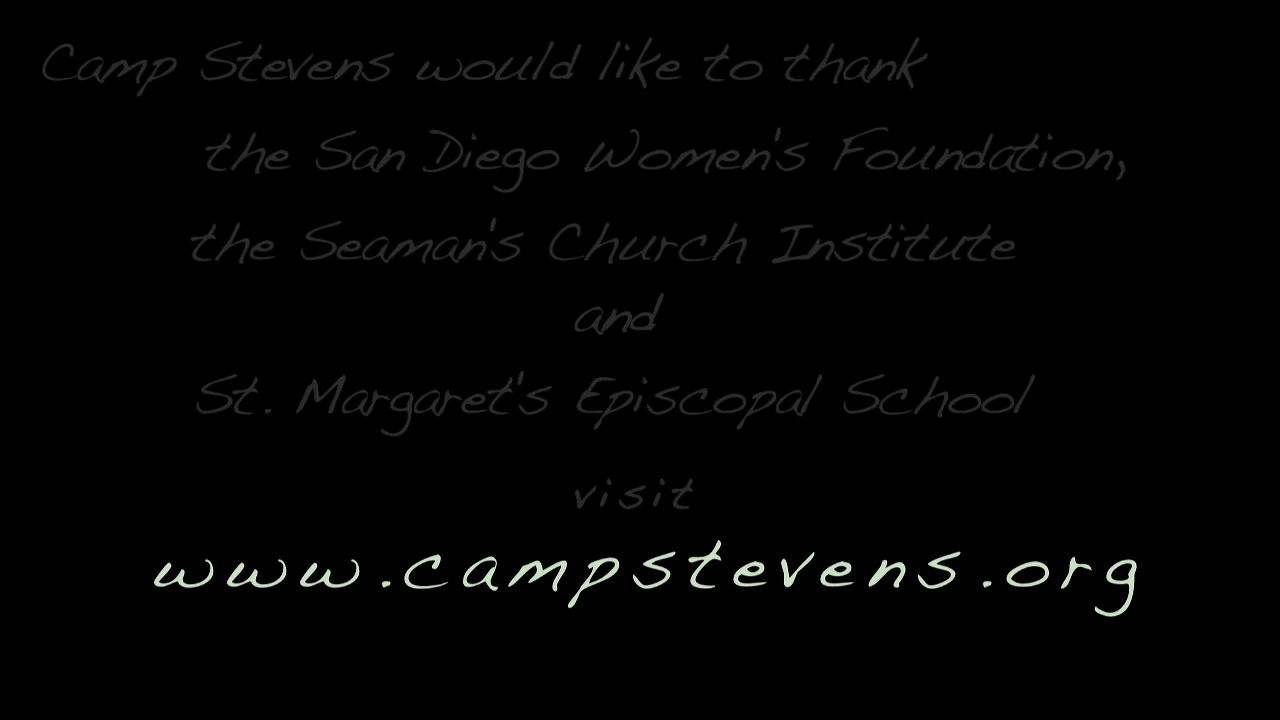 Camp Stevens would like to thank
the San Diego Women's Foundation,
the Seaman's Church Institute
and
St. Margaret's Episcopal School
visit
www.campstevens.org